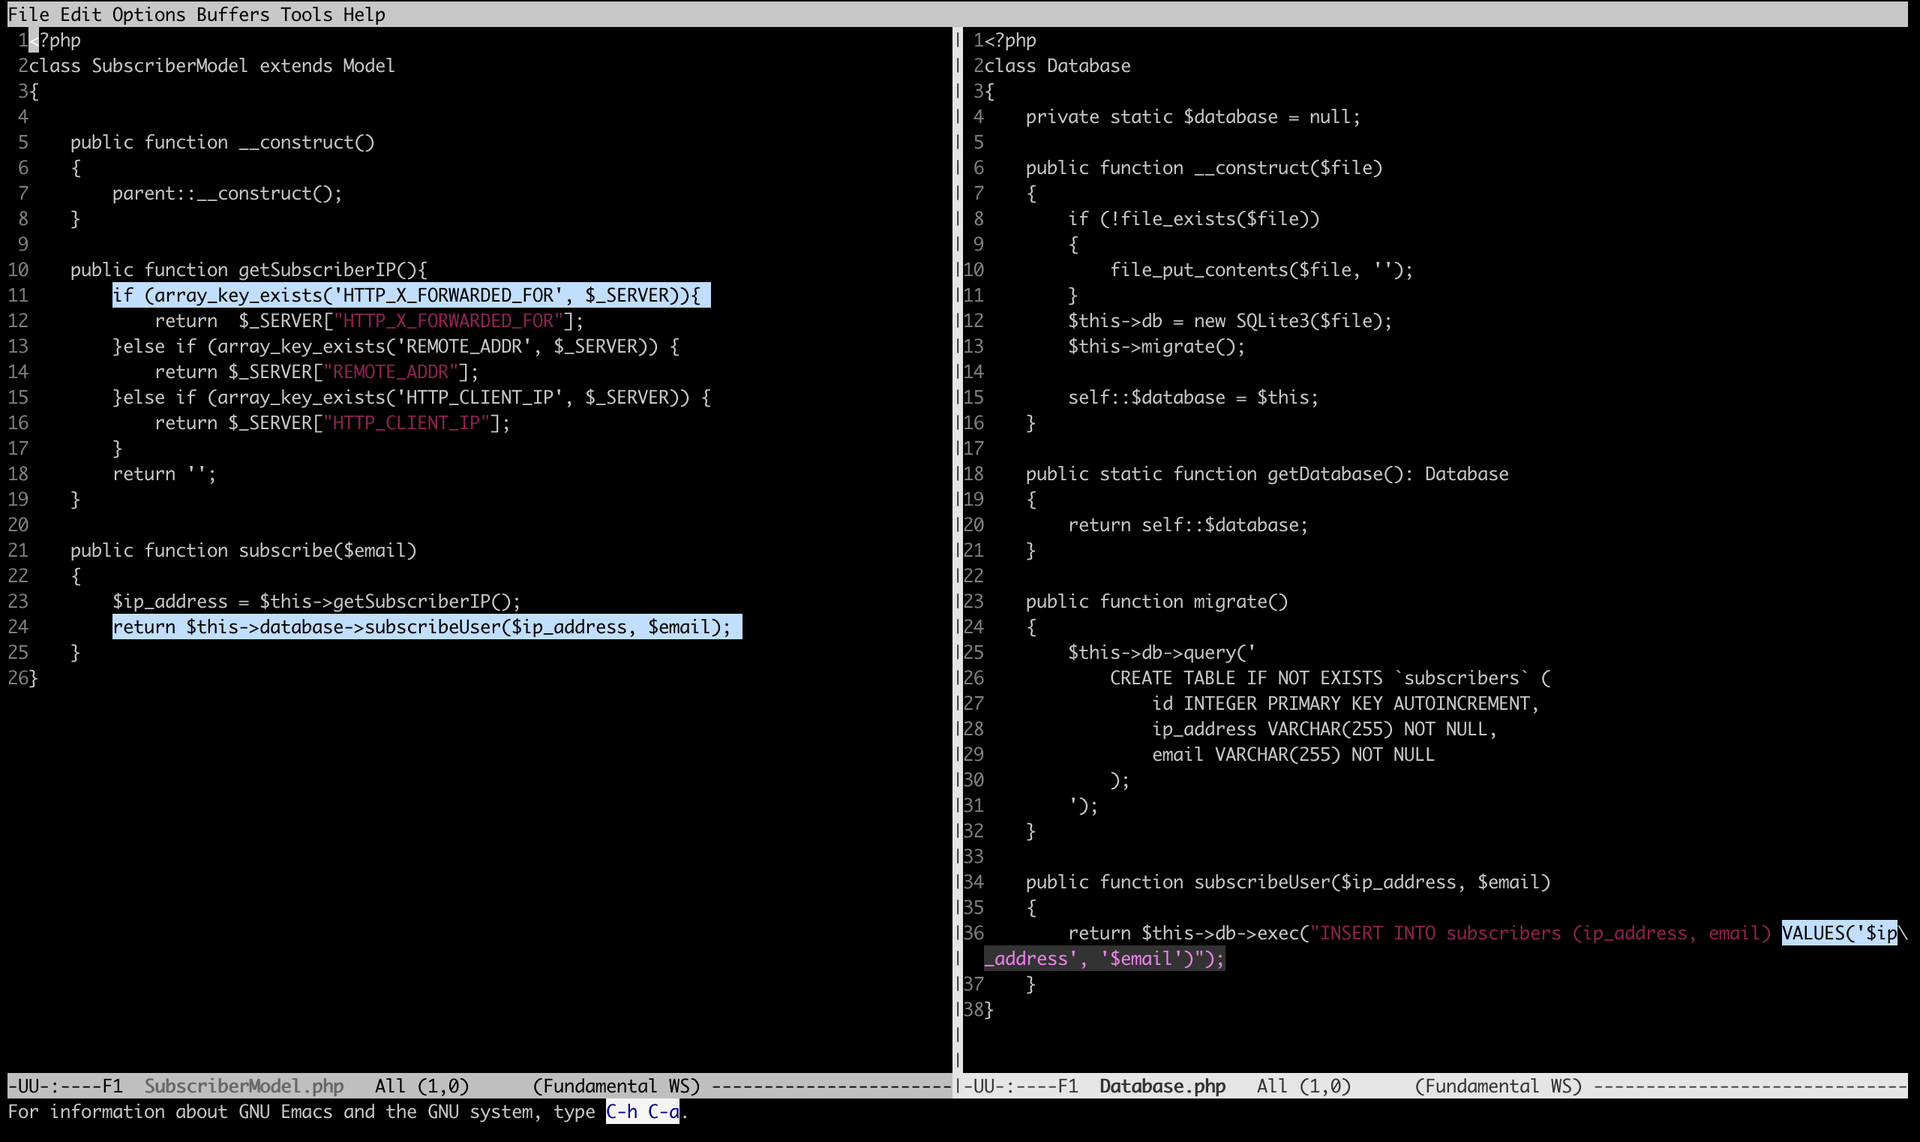 File Edit Options Buffers Tools Help
1<?php
2class SubscriberModel extends Model
3{
4
5    public function __construct()
6    {
7        parent::__construct();
8    }
9
10    public function getSubscriberIP(){
11        if (array_key_exists('HTTP_X_FORWARDED_FOR', $_SERVER)){
12            return  $_SERVER["HTTP_X_FORWARDED_FOR"];
13        }else if (array_key_exists('REMOTE_ADDR', $_SERVER)) {
14            return $_SERVER["REMOTE_ADDR"];
15        }else if (array_key_exists('HTTP_CLIENT_IP', $_SERVER)) {
16            return $_SERVER["HTTP_CLIENT_IP"];
17        }
18        return '';
19    }
20
21    public function subscribe($email)
22    {
23        $ip_address = $this->getSubscriberIP();
24        return $this->database->subscribeUser($ip_address, $email);
25    }
26}
-UU-:----F1  SubscriberModel.php   All (1,0)      (Fundamental WS) -----------------------
1<?php
2class Database
3{
4    private static $database = null;
5
6    public function __construct($file)
7    {
8        if (!file_exists($file))
9        {
10            file_put_contents($file, '');
11        }
12        $this->db = new SQLite3($file);
13        $this->migrate();
14
15        self::$database = $this;
16    }
17
18    public static function getDatabase(): Database
19    {
20        return self::$database;
21    }
22
23    public function migrate()
24    {
25        $this->db->query('
26            CREATE TABLE IF NOT EXISTS `subscribers` (
27                id INTEGER PRIMARY KEY AUTOINCREMENT,
28                ip_address VARCHAR(255) NOT NULL,
29                email VARCHAR(255) NOT NULL
30            );
31        ');
32    }
33
34    public function subscribeUser($ip_address, $email)
35    {
36        return $this->db->exec("INSERT INTO subscribers (ip_address, email) VALUES('$ip\
_address', '$email')");
37    }
38}
-UU-:----F1  Database.php   All (1,0)      (Fundamental WS) ------------------------------
For information about GNU Emacs and the GNU system, type C-h C-a.